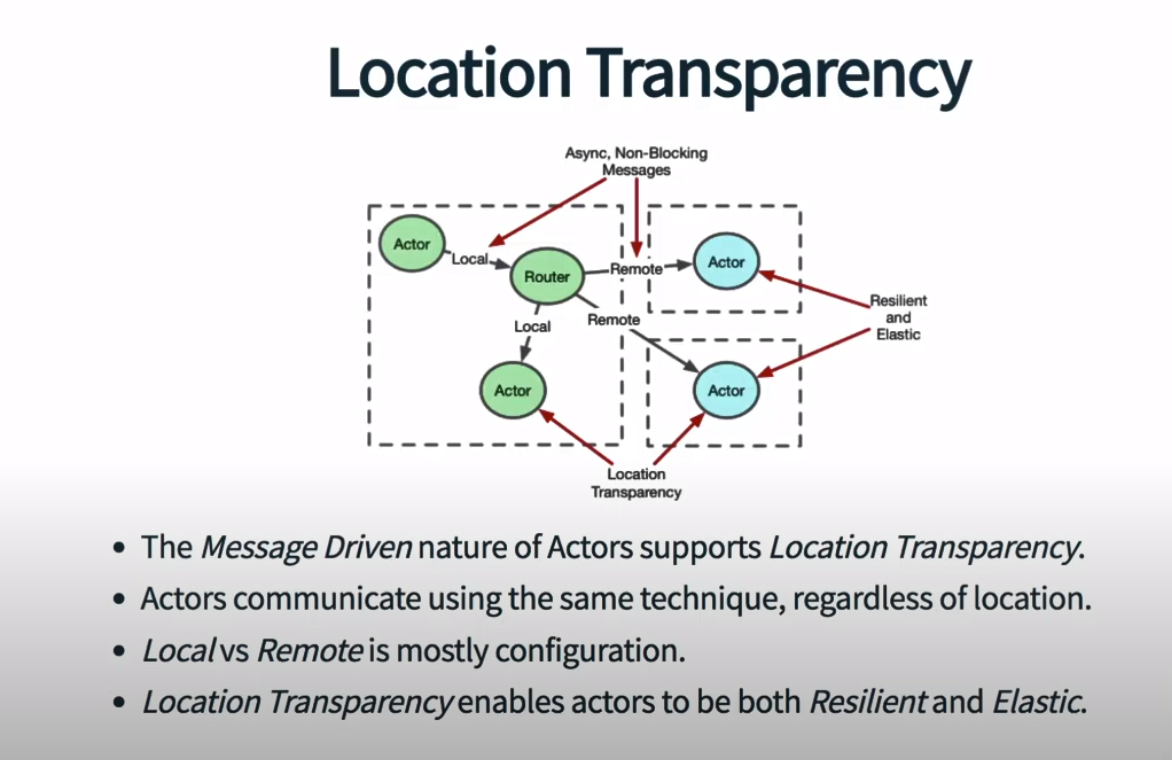 Location Transparency
Async, Non-Blocking
Messages
Actor
Local
Router
Remote
Actor
Resilient
and
Elastic
Local
Remote
Actor
Actor
Location
Transparency
• The Message Driven nature of Actors supports Location Transparency.
• Actors communicate using the same technique, regardless of location.
• Local vs Remote is mostly configuration.
• Location Transparency enables actors to be both Resilient and Elastic.